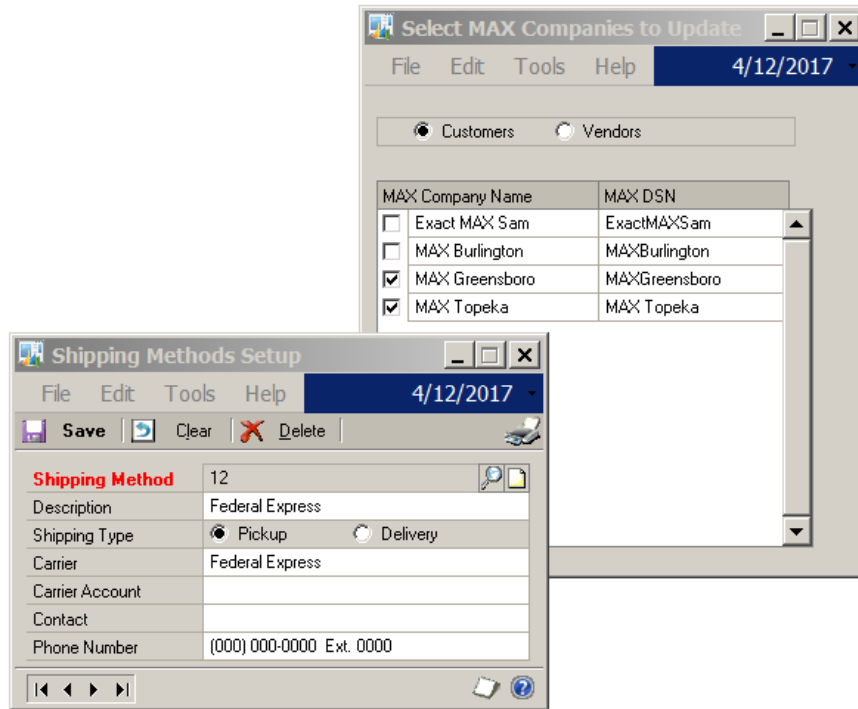 Select MAX Companies to Update
File Edit Tools Help 4/12/2017
Customers Vendors
MAX Company Name MAX DSN
Exact MAX Sam ExactMAXSam
MAX Burlington MAXBurlington
MAX Greensboro MAXGreensboro
MAX Topeka MAX Topeka
Shipping Methods Setup
File Edit Tools Help 4/12/2017
Save Clear Delete
Shipping Method 12
Description Federal Express
Shipping Type Pickup Delivery
Carrier Federal Express
Carrier Account
Contact
Phone Number (000) 000-0000 Ext. 0000